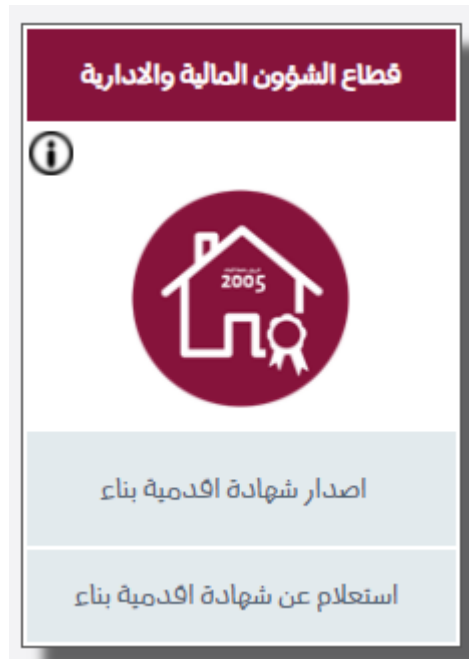 قطاع الشؤون المالية والادارية
2005
اصدار شهادة اقدمية بناء
استعلام عن شهادة اقدمية بناء